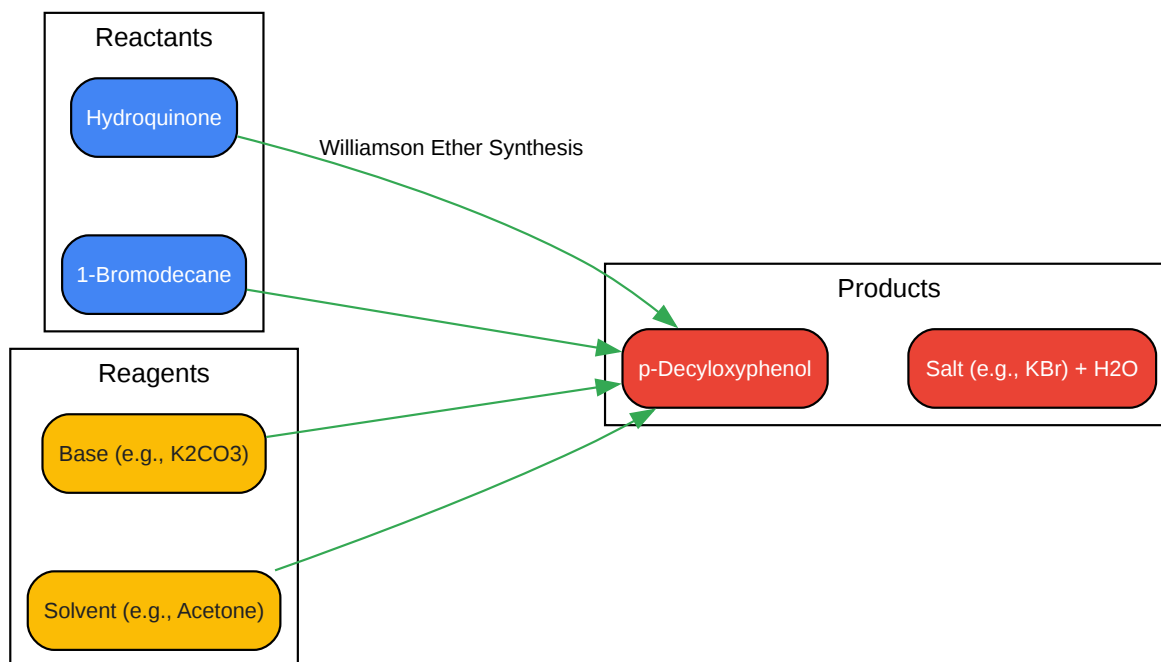 Reactants
Hydroquinone
Williamson Ether Synthesis
1-Bromodecane
Products
p-Decyloxyphenol
Salt (e.g., KBr) + H2O
Reagents
Base (e.g., K2CO3)
Solvent (e.g., Acetone)